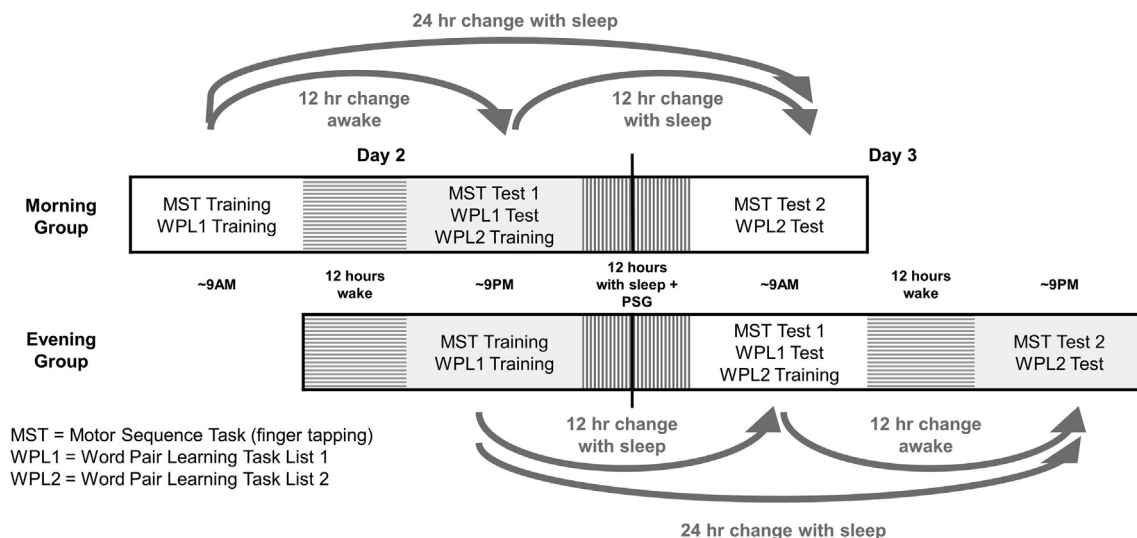 24 hr change with sleep
12 hr change
awake
12 hr change
with sleep
Day 2
Day 3
Morning
Group
MST Training
WPL1 Training
MST Test 1
WPL1 Test
WPL2 Training
MST Test 2
WPL2 Test
~9AM
12 hours
wake
~9PM
12 hours
with sleep +
PSG
~9AM
12 hours
wake
~9PM
Evening
Group
MST Training
WPL1 Training
MST Test 1
WPL1 Test
WPL2 Training
MST Test 2
WPL2 Test
12 hr change
with sleep
12 hr change
awake
MST = Motor Sequence Task (finger tapping)
WPL1 = Word Pair Learning Task List 1
WPL2 = Word Pair Learning Task List 2
24 hr change with sleep